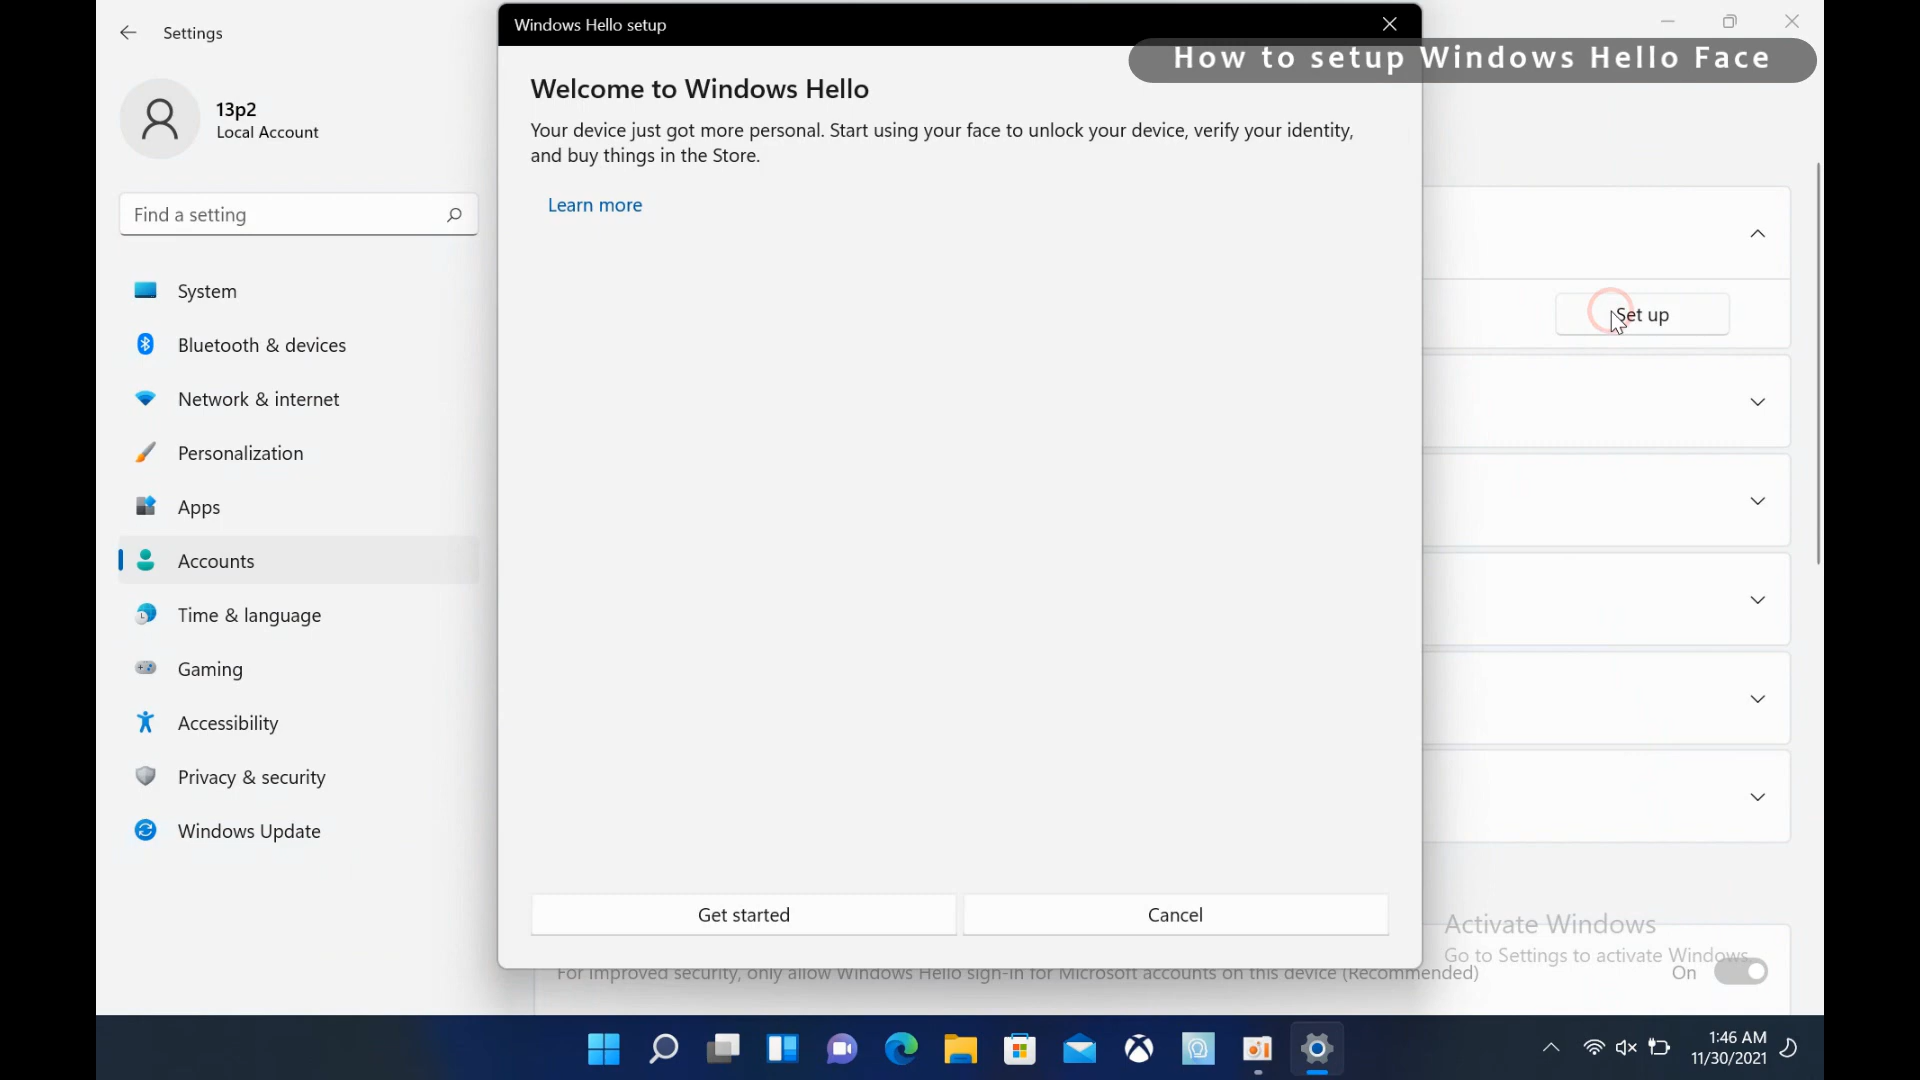 Settings
13p2
Local Account
Find a setting
System
Bluetooth & devices
Network & internet
Personalization
Apps
Accounts
Time & language
Gaming
Accessibility
Privacy & security
Windows Update
Windows Hello setup
How to setup Windows Hello Face
Welcome to Windows Hello
Your device just got more personal. Start using your face to unlock your device, verify your identity,
and buy things in the Store.
Learn more
Set up
Get started
Cancel
Activate Windows
Go to Settings to activate Windows.
For improved security, only allow Windows Hello sign-in for Microsoft accounts on this device (Recommended)
On
1:46 AM
11/30/2021